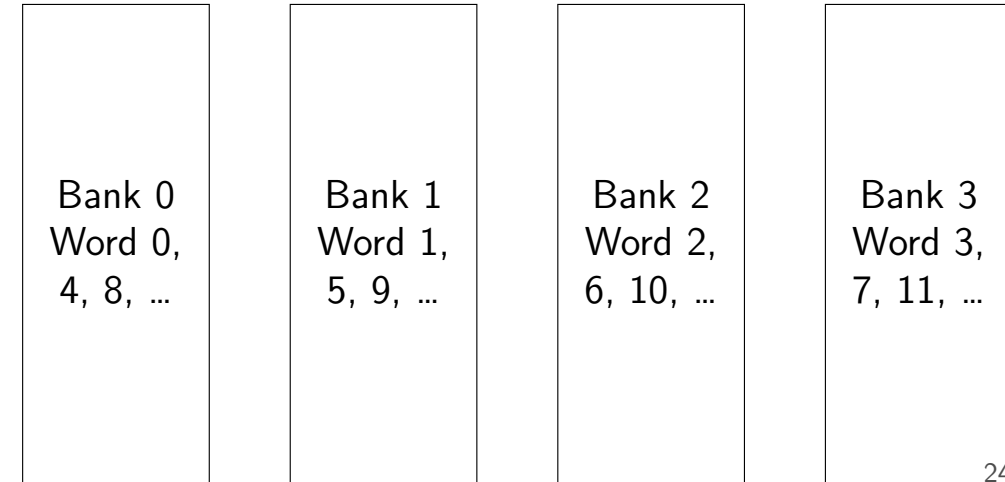 Bank 0
Word 0,
4, 8, …
Bank 1
Word 1,
5, 9, …
Bank 2
Word 2,
6, 10, …
Bank 3
Word 3,
7, 11, …
24